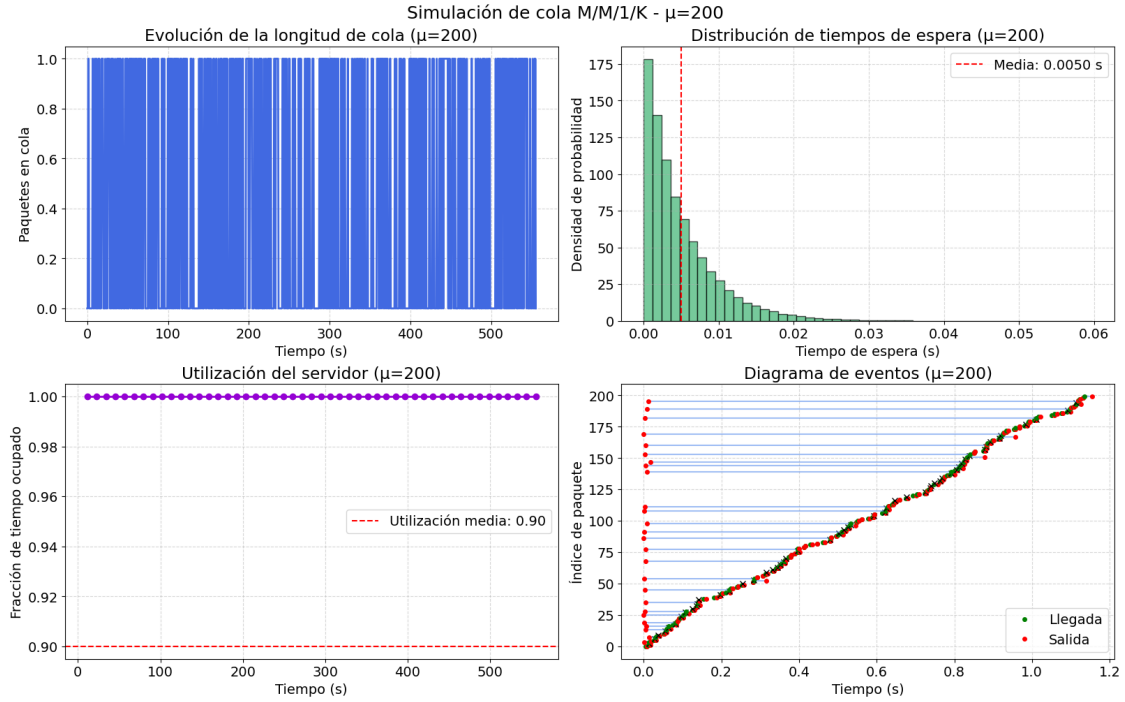 Simulación de cola M/M/1/K - μ=200
Evolución de la longitud de cola (μ=200)
Paquetes en cola
1.0
0.8
0.6
0.4
0.2
0.0
0 100 200 300 400 500
Tiempo (s)
Distribución de tiempos de espera (μ=200)
Densidad de probabilidad
175
150
125
100
75
50
25
0
Media: 0.0050 s
0.00 0.01 0.02 0.03 0.04 0.05 0.06
Tiempo de espera (s)
Utilización del servidor (μ=200)
Fracción de tiempo ocupado
1.00
0.98
0.96
0.94
0.92
0.90
Utilización media: 0.90
0 100 200 300 400 500
Tiempo (s)
Diagrama de eventos (μ=200)
Índice de paquete
200
175
150
125
100
75
50
25
0
Llegada
Salida
0.0 0.2 0.4 0.6 0.8 1.0 1.2
Tiempo (s)